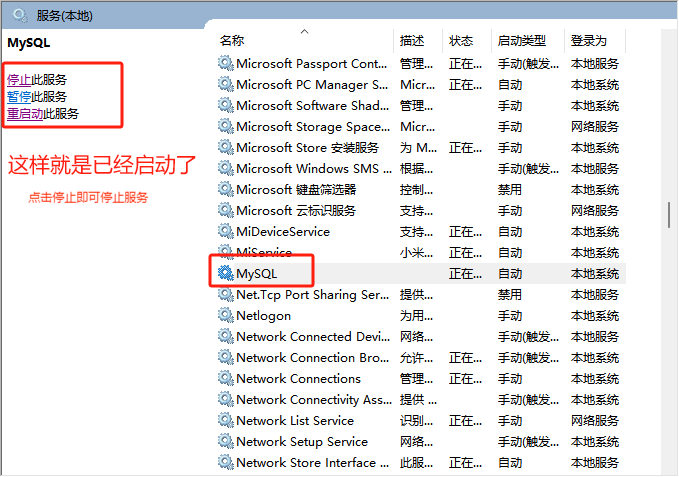 服务(本地)
MySQL
停止此服务
暂停此服务
重启动此服务
这样就是已经启动了
点击停止即可停止服务
名称 描述 状态 启动类型 登录为
Microsoft Passport Cont... 管理... 正在... 手动(触发... 本地服务
Microsoft PC Manager S... Micr... 正在... 自动 本地系统
Microsoft Software Shad... 管理... 手动 本地系统
Microsoft Storage Space... Micr... 手动 网络服务
Microsoft Store 安装服务 为 M... 正在... 手动 本地系统
Microsoft Windows SMS ... 根据... 手动(触发... 本地服务
Microsoft 键盘筛选器 控制... 禁用 本地系统
Microsoft 云标识服务 支持... 手动 网络服务
MiDeviceService 支持... 正在... 自动 本地系统
MiService 小米... 正在... 自动 本地系统
MySQL 正在... 自动 本地系统
Net.Tcp Port Sharing Ser... 提供... 禁用 本地服务
Netlogon 为用... 手动 本地系统
Network Connected Devi... 网络... 手动(触发... 本地服务
Network Connection Bro... 允许... 正在... 手动(触发... 本地系统
Network Connections 管理... 正在... 手动 本地系统
Network Connectivity Ass... 提供 ... 手动(触发... 本地系统
Network List Service 识别... 正在... 手动 网络服务
Network Setup Service 网络... 手动(触发... 本地系统
Network Store Interface ... 此服... 正在... 自动 本地服务